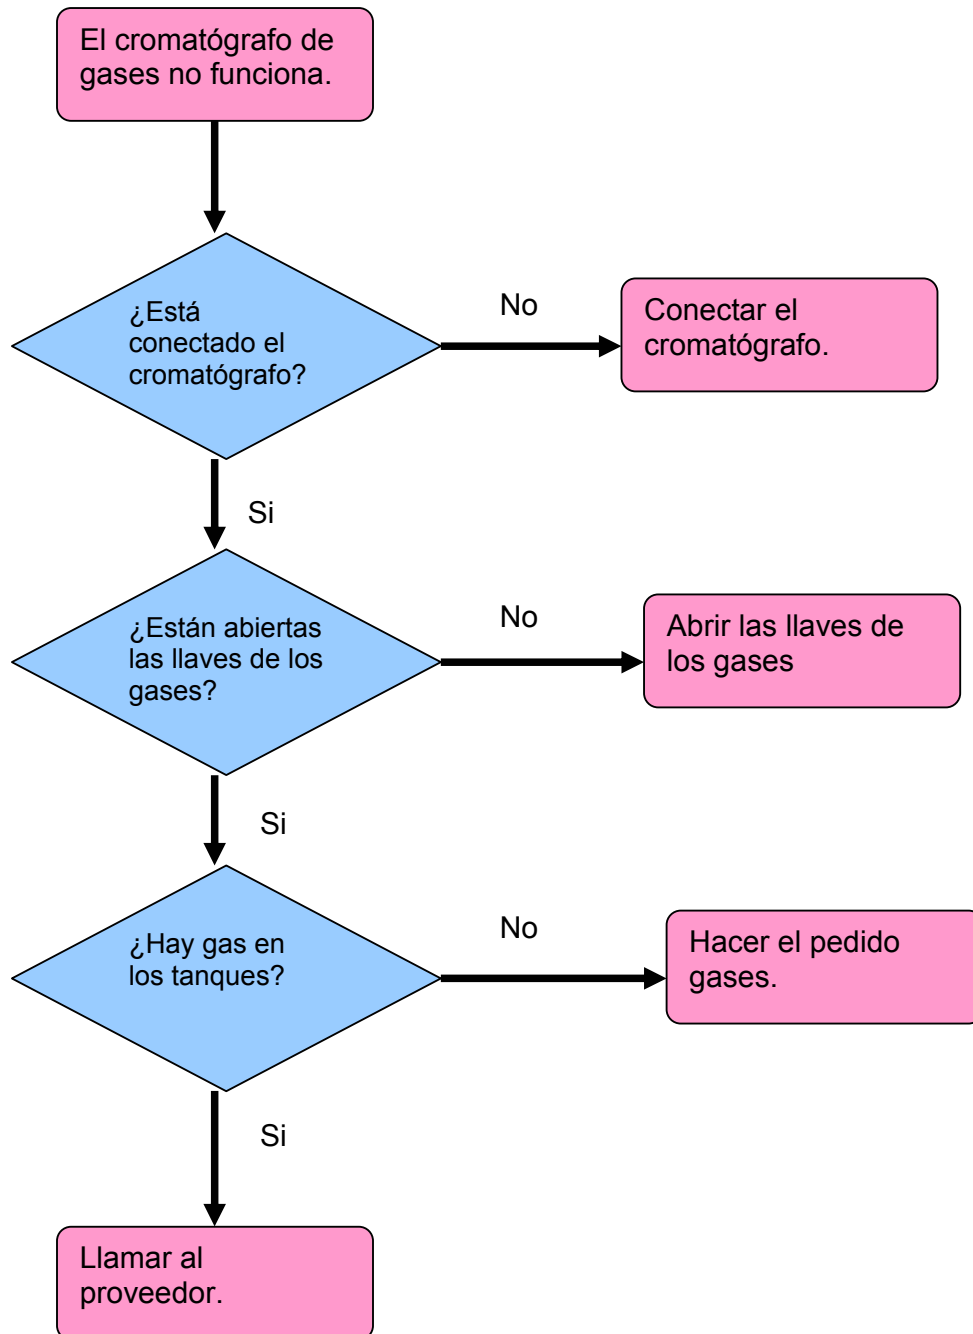 El cromatógrafo de
gases no funciona.
¿Está
conectado el
cromatógrafo?
No
Conectar el
cromatógrafo.
Si
¿Están abiertas
las llaves de los
gases?
No
Abrir las llaves de
los gases
Si
¿Hay gas en
los tanques?
No
Hacer el pedido
gases.
Si
Llamar al
proveedor.